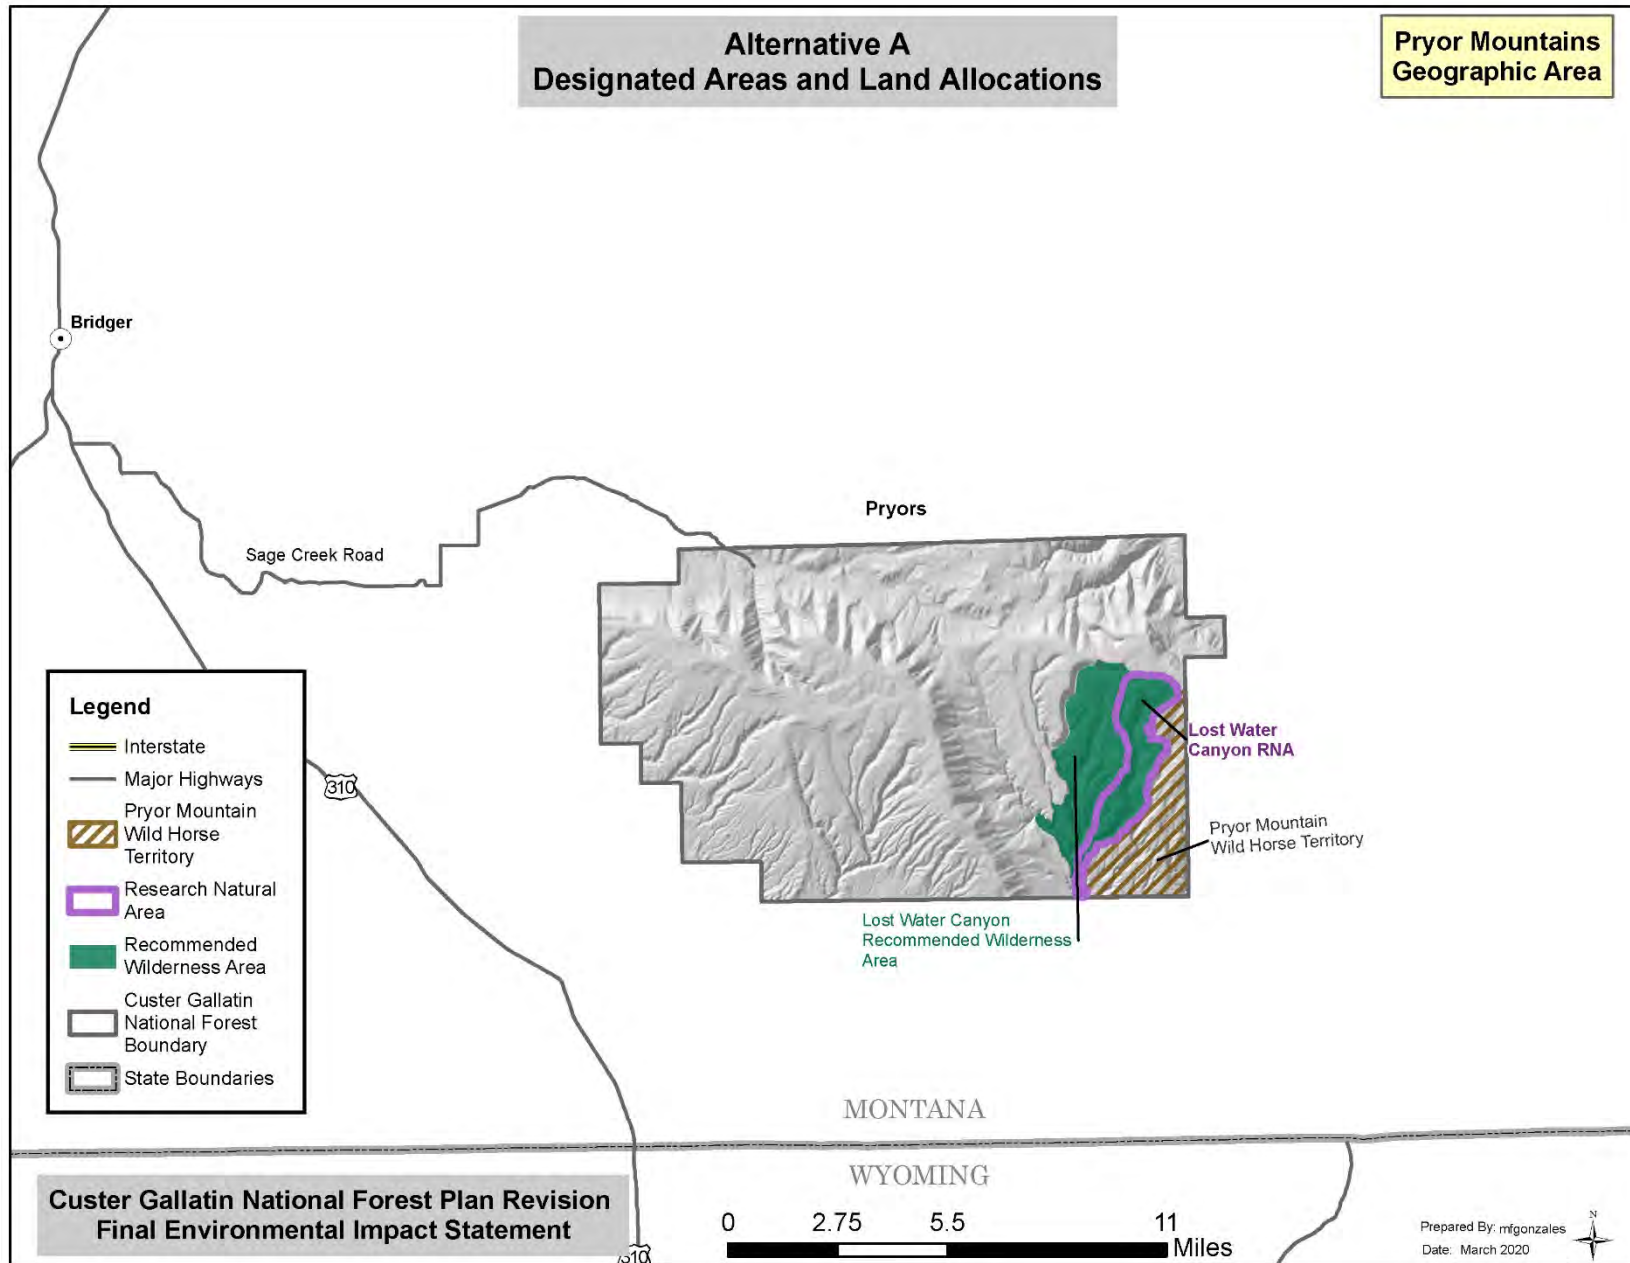 Alternative A
Designated Areas and Land Allocations
Pryor Mountains
Geographic Area
Bridger
Pryors
Sage Creek Road
Legend
Interstate
Major Highways
Pryor Mountain
Wild Horse
Territory
Research Natural
Area
Recommended
Wilderness Area
Custer Gallatin
National Forest
Boundary
State Boundaries
310
Lost Water
Canyon RNA
Pryor Mountain
Wild Horse Territory
Lost Water Canyon
Recommended Wilderness
Area
MONTANA
WYOMING
Custer Gallatin National Forest Plan Revision
Final Environmental Impact Statement
310
0 2.75 5.5 11
Miles
Prepared By: mfgonzales
Date: March 2020
N